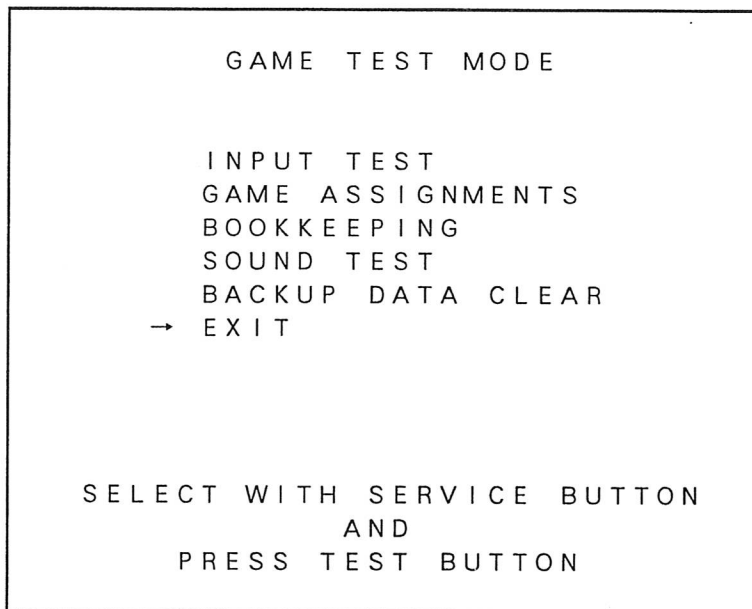 GAME TEST MODE
INPUT TEST
GAME ASSIGNMENTS
BOOKKEEPING
SOUND TEST
BACKUP DATA CLEAR
→ EXIT
SELECT WITH SERVICE BUTTON
AND
PRESS TEST BUTTON